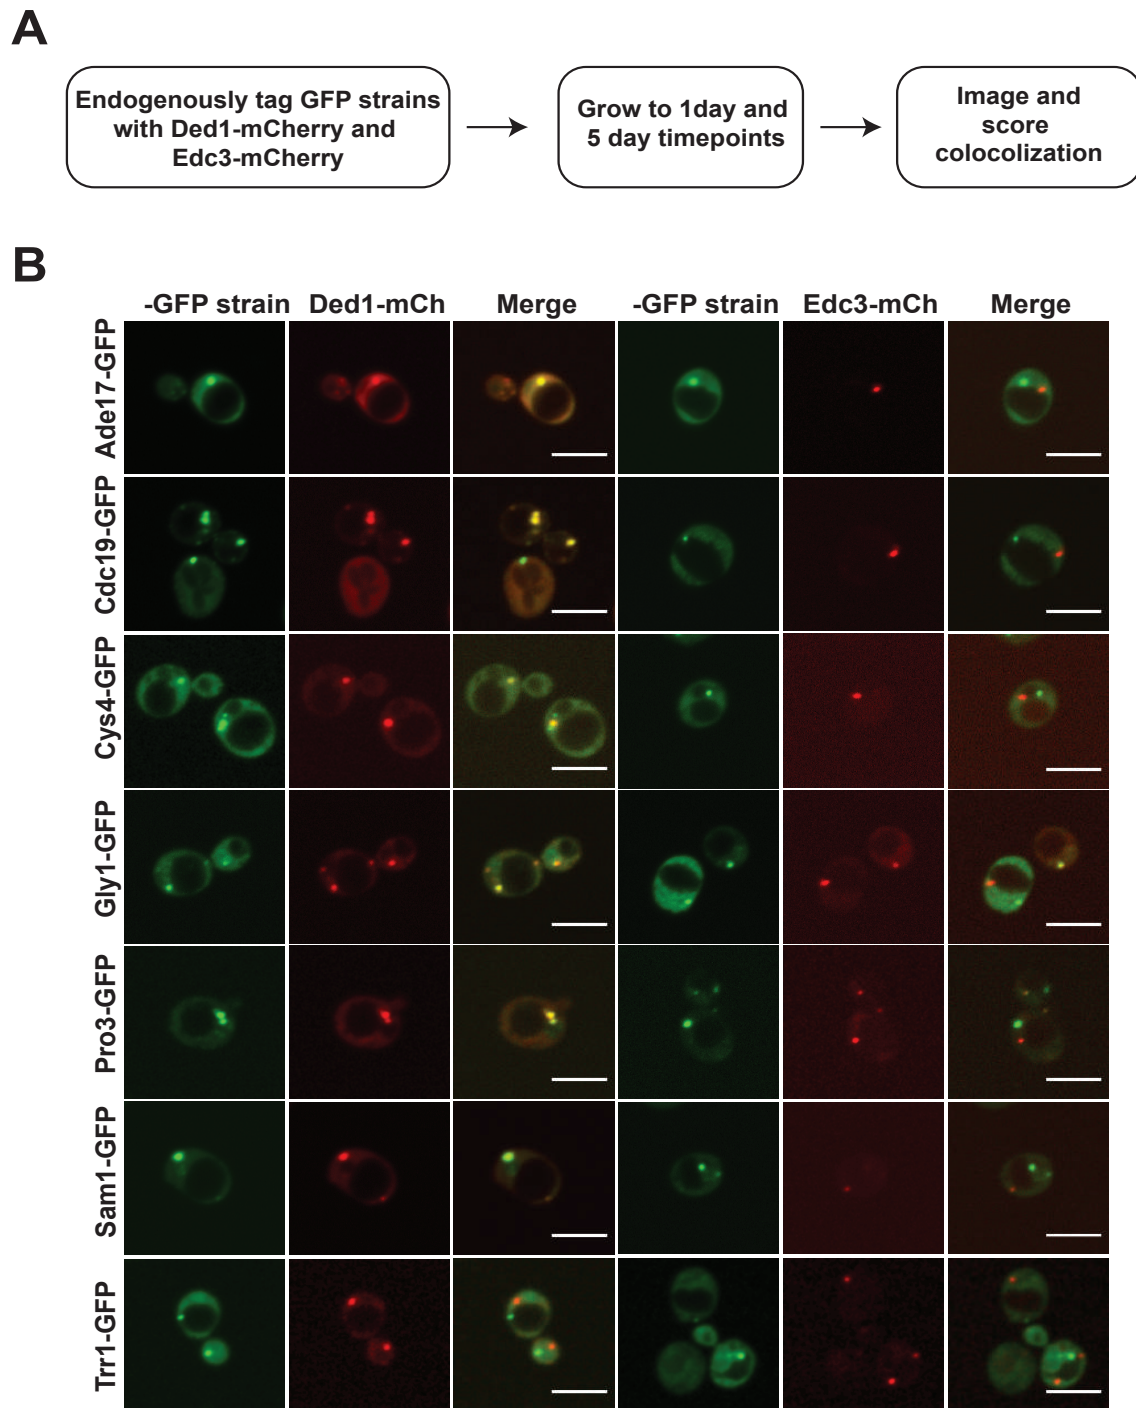 A
Endogenously tag GFP strains
with Ded1-mCherry and
Edc3-mCherry
Grow to 1day and
5 day timepoints
Image and
score
colocolization
B
-GFP strain Ded1-mCh Merge -GFP strain Edc3-mCh Merge
Ade17-GFP
Cdc19-GFP
Cys4-GFP
Gly1-GFP
Pro3-GFP
Sam1-GFP
Trr1-GFP